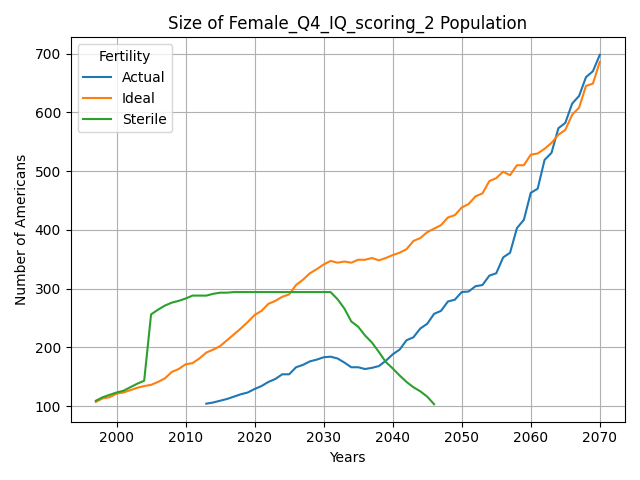 Size of Female_Q4_IQ_scoring_2 Population
Fertility
Actual
Ideal
Sterile
Number of Americans
700
600
500
400
300
200
100
2000 2010 2020 2030 2040 2050 2060 2070
Years